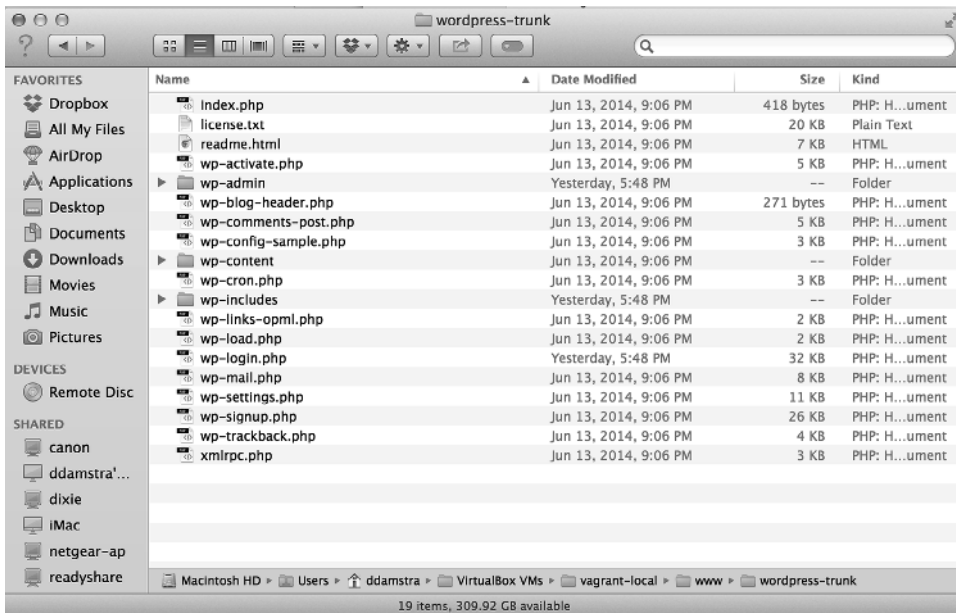 wordpress-trunk
?
FAVORITES
Dropbox
All My Files
AirDrop
Applications
Desktop
Documents
Downloads
Movies
Music
Pictures
DEVICES
Remote Disc
SHARED
canon
ddamstra'...
dixie
iMac
netgear-ap
readyshare
Name Date Modified Size Kind
index.php Jun 13, 2014, 9:06 PM 418 bytes PHP: H...ument
license.txt Jun 13, 2014, 9:06 PM 20 KB Plain Text
readme.html Jun 13, 2014, 9:06 PM 7 KB HTML
wp-activate.php Jun 13, 2014, 9:06 PM 5 KB PHP: H...ument
wp-admin Yesterday, 5:48 PM -- Folder
wp-blog-header.php Jun 13, 2014, 9:06 PM 271 bytes PHP: H...ument
wp-comments-post.php Jun 13, 2014, 9:06 PM 5 KB PHP: H...ument
wp-config-sample.php Jun 13, 2014, 9:06 PM 3 KB PHP: H...ument
wp-content Jun 13, 2014, 9:06 PM -- Folder
wp-cron.php Jun 13, 2014, 9:06 PM 3 KB PHP: H...ument
wp-includes Yesterday, 5:48 PM -- Folder
wp-links-opml.php Jun 13, 2014, 9:06 PM 2 KB PHP: H...ument
wp-load.php Jun 13, 2014, 9:06 PM 2 KB PHP: H...ument
wp-login.php Yesterday, 5:48 PM 32 KB PHP: H...ument
wp-mail.php Jun 13, 2014, 9:06 PM 8 KB PHP: H...ument
wp-settings.php Jun 13, 2014, 9:06 PM 11 KB PHP: H...ument
wp-signup.php Jun 13, 2014, 9:06 PM 26 KB PHP: H...ument
wp-trackback.php Jun 13, 2014, 9:06 PM 4 KB PHP: H...ument
xmlrpc.php Jun 13, 2014, 9:06 PM 3 KB PHP: H...ument
Macintosh HD ▸ Users ▸ ddamstra ▸ VirtualBox VMs ▸ vagrant-local ▸ www ▸ wordpress-trunk
19 items, 309.92 GB available